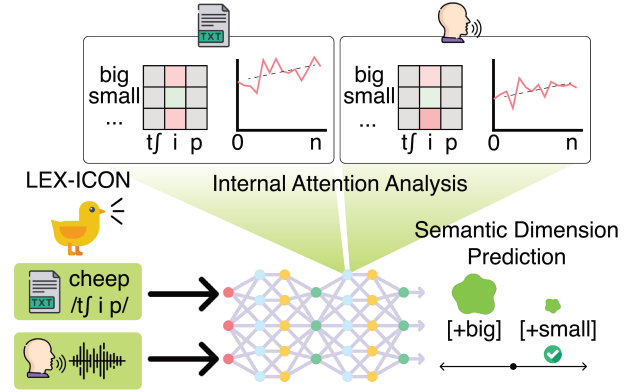 TXT
big
small
...
tʃ i p
0 n
big
small
...
tʃ i p
0 n
LEX-ICON
Internal Attention Analysis
Semantic Dimension
Prediction
TXT
cheep
/tʃ i p/
[+big] [+small]